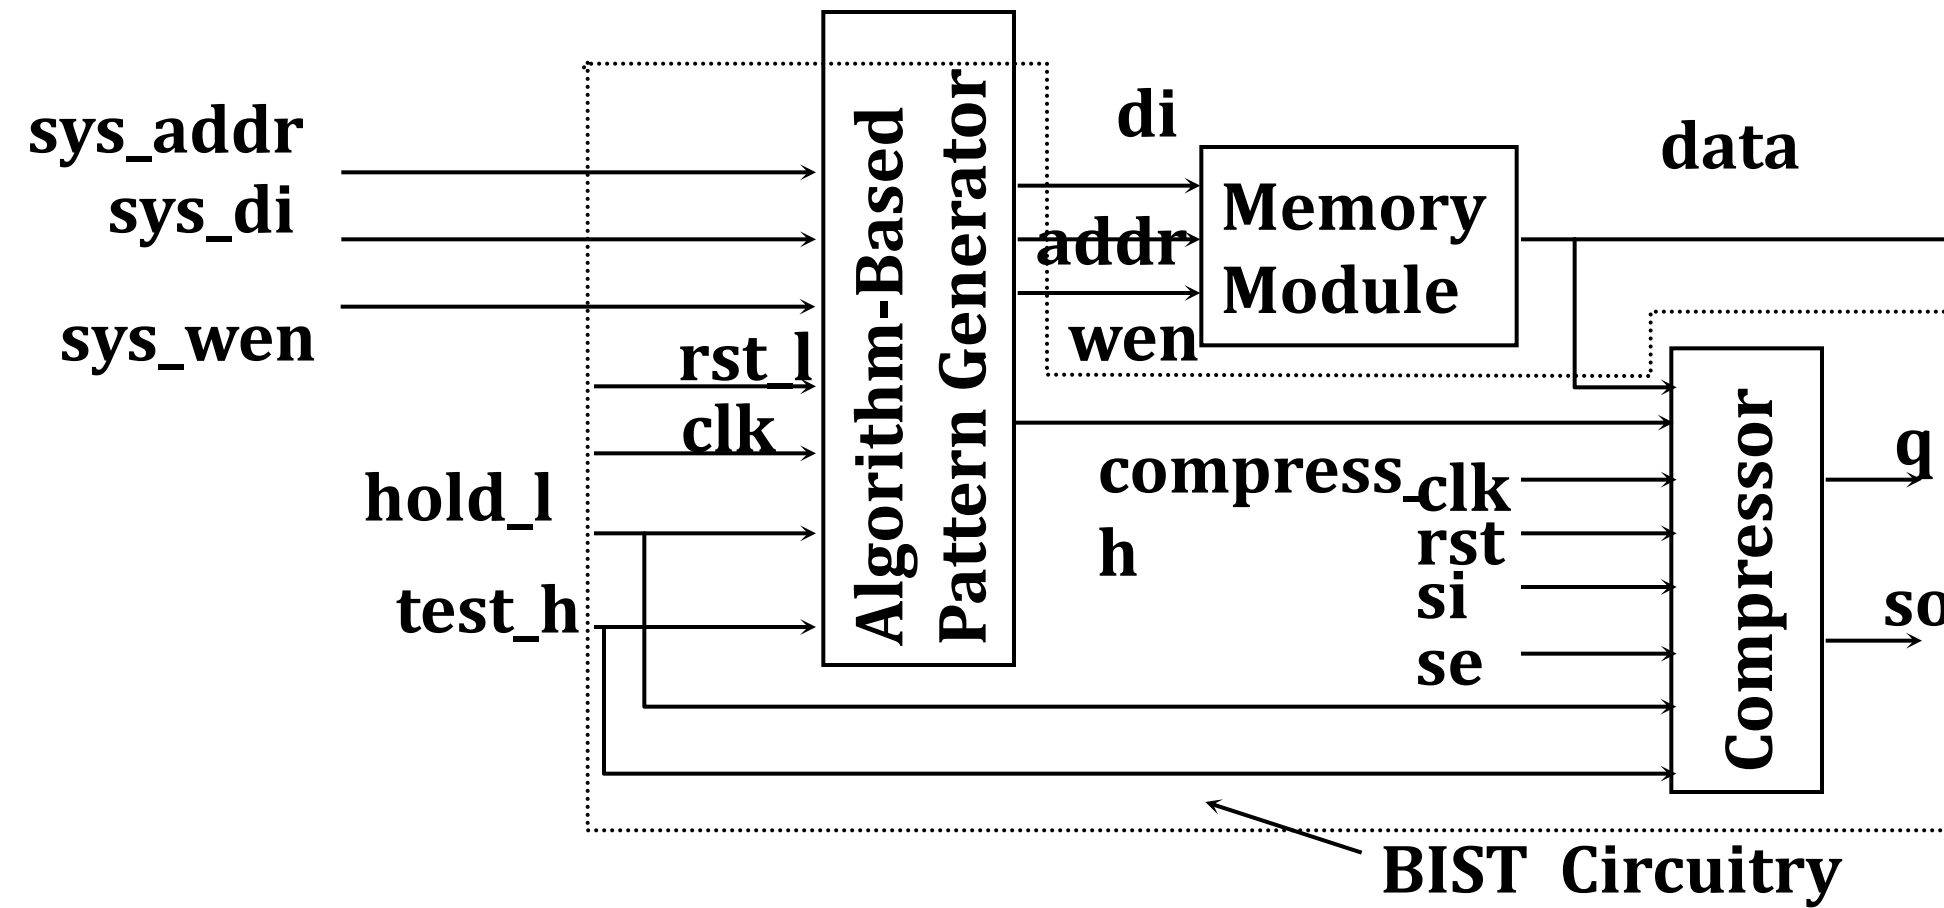 sys_addr
sys_di
sys_wen
rst_l
clk
hold_l
test_h
Algorithm-Based
Pattern Generator
di
addr
wen
Memory
Module
data
compress_
h
clk
rst
si
se
Compressor
q
so
BIST Circuitry